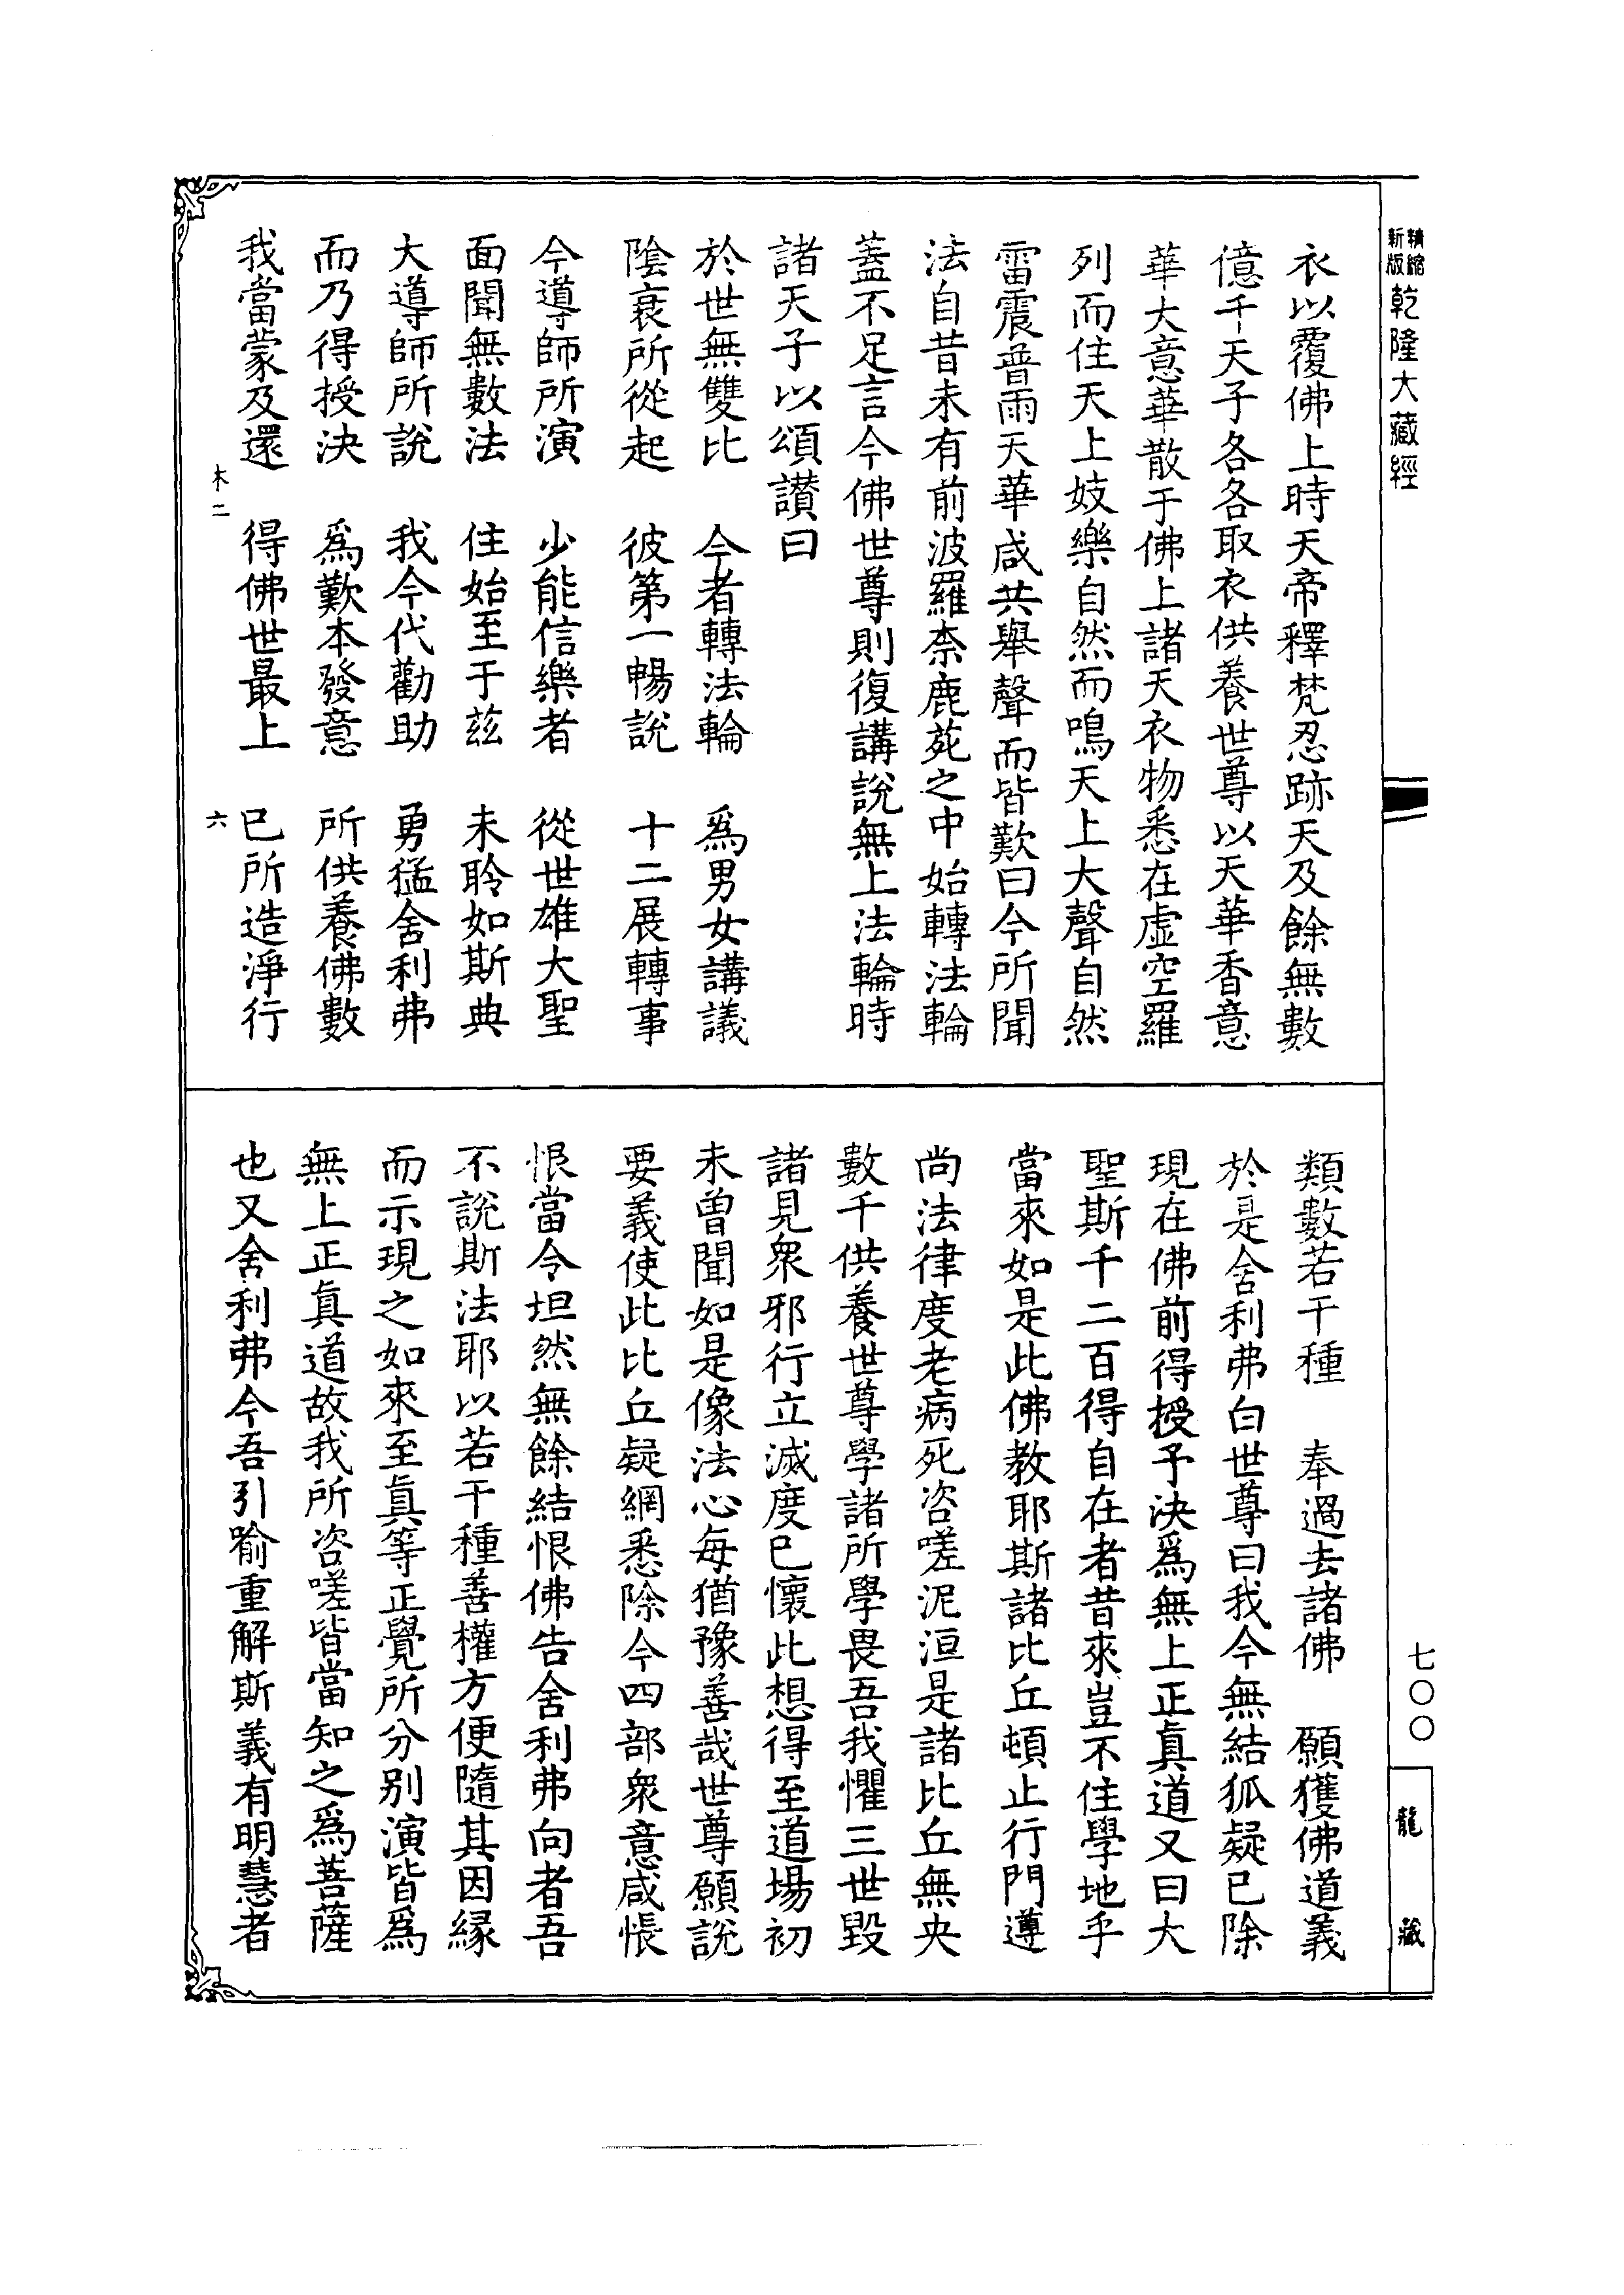 精縮新版乾隆大藏經
衣以覆佛上時天帝釋梵忍跡天及餘無數
億千天子各各取衣供養世尊以天華香意
華大意華散于佛上諸天衣物悉在虛空羅
列而住天上妓樂自然而鳴天上大聲自然
雷震普雨天華咸共舉聲而皆歎曰今所聞
法自昔未有前波羅柰鹿苑之中始轉法輪
蓋不足言今佛世尊則復講說無上法輪時
諸天子以頌讚曰
於世無雙比 今者轉法輪 爲男女講議
陰衰所從起 彼第一暢說 十二展轉事
今導師所演 少能信樂者 從世雄大聖
面聞無數法 住始至于茲 未聆如斯典
大導師所說 我今代勸助 勇猛舍利弗
而乃得授決 爲歎本發意 所供養佛數
我當蒙及還 得佛世最上 已所造淨行
木二 六
類數若干種 奉過去諸佛 願獲佛道義
於是舍利弗白世尊曰我今無結狐疑已除
現在佛前得授予決爲無上正真道又曰大
聖斯千二百得自在者昔來豈不住學地乎
當來如是此佛教耶斯諸比丘頓止行門遵
尚法律度老病死咨嗟泥洹是諸比丘無央
數千供養世尊學諸所學畏吾我懼三世毀
諸見衆邪行立滅度已懷此想得至道場初
未曾聞如是像法心每猶豫善哉世尊願說
要義使此比丘疑網悉除今四部衆意咸悵
恨當令坦然無餘結恨佛告舍利弗向者吾
不說斯法耶以若干種善權方便隨其因緣
而示現之如來至真等正覺所分别演皆爲
無上正真道故我所咨嗟皆當知之爲菩薩
也又舍利弗今吾引喻重解斯義有明慧者
七〇〇
龍藏